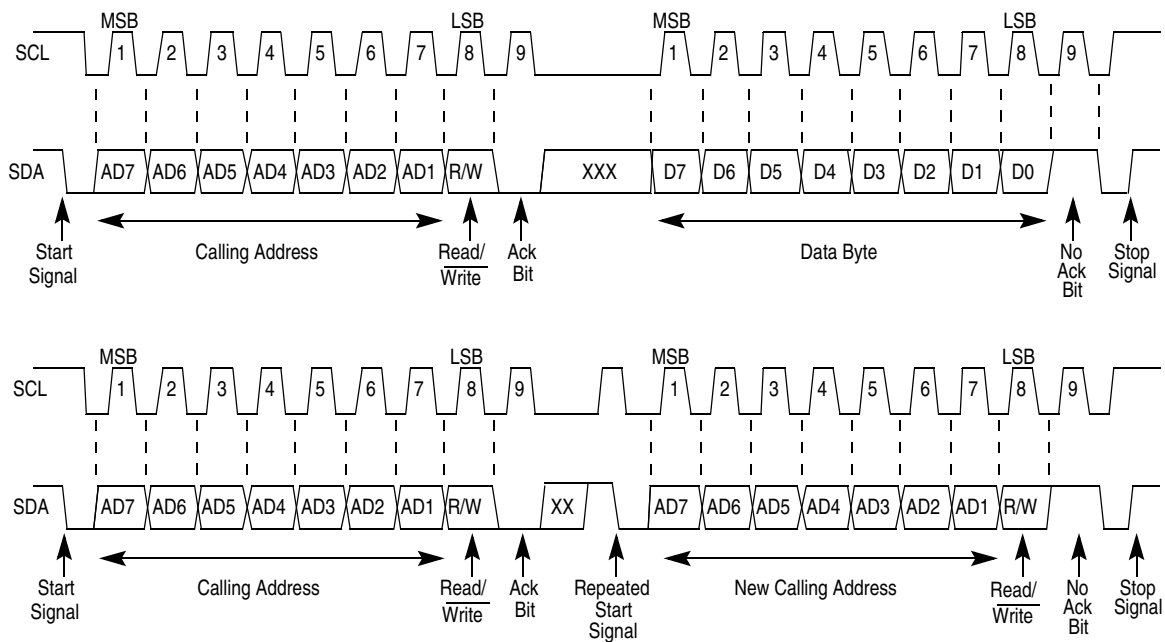 MSB LSB MSB LSB
SCL 1 2 3 4 5 6 7 8 9 1 2 3 4 5 6 7 8 9
SDA AD7 AD6 AD5 AD4 AD3 AD2 AD1 R/W XXX D7 D6 D5 D4 D3 D2 D1 D0
Start Calling Address Read/ Ack Data Byte No Stop
Signal Write Bit Ack Signal
Bit
MSB LSB MSB LSB
SCL 1 2 3 4 5 6 7 8 9 1 2 3 4 5 6 7 8 9
SDA AD7 AD6 AD5 AD4 AD3 AD2 AD1 R/W XX AD7 AD6 AD5 AD4 AD3 AD2 AD1 R/W
Start Calling Address Read/ Ack Repeated New Calling Address Read/ No Stop
Signal Write Bit Start Write Ack Signal
Signal Bit